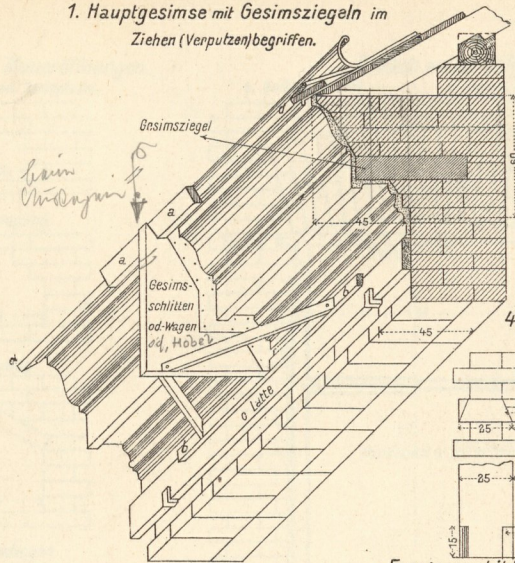 1. Hauptgesimse mit Gesimsziegeln im
Ziehen (Verputzen) begriffen.
d
Gesimsziegel
beim
a
45
a
Gesims-
schlitten
od. Wagen
od. Hobel
b
45
4
d
o Latte
b
25
25
15